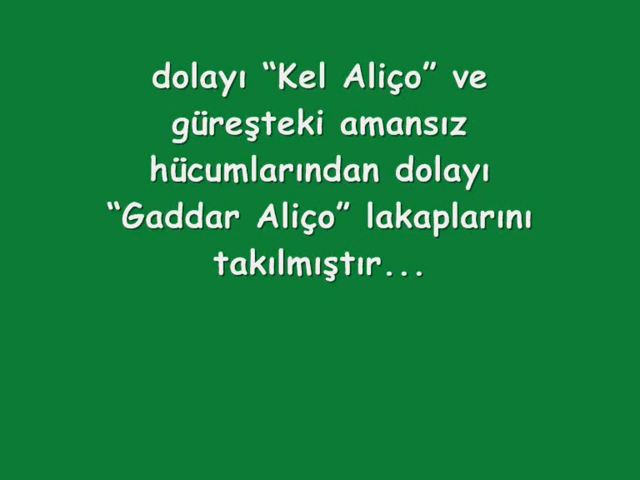 dolayı “Kel Aliço” ve
güreşteki amansız
hücumlarından dolayı
“Gaddar Aliço” lakaplarını
takılmıştır...